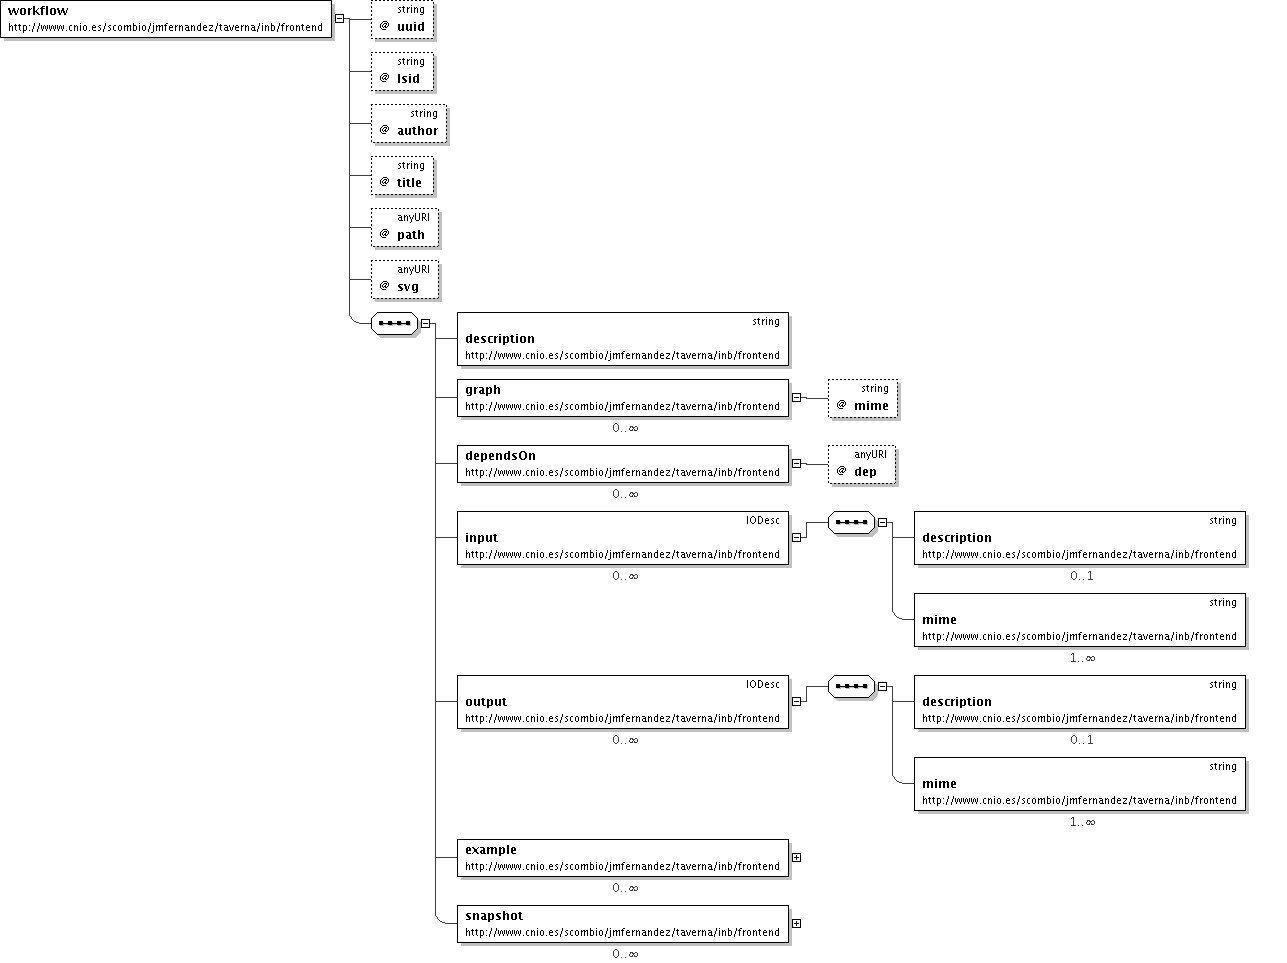 workflow
http://www.cnio.es/scombio/jmfernandez/taverna/inb/frontend
string
@ uuid
string
@ lsid
string
@ author
string
@ title
anyURI
@ path
anyURI
@ svg
string
description
http://www.cnio.es/scombio/jmfernandez/taverna/inb/frontend
graph
http://www.cnio.es/scombio/jmfernandez/taverna/inb/frontend
0..∞
string
@ mime
dependsOn
http://www.cnio.es/scombio/jmfernandez/taverna/inb/frontend
0..∞
anyURI
@ dep
IODesc
input
http://www.cnio.es/scombio/jmfernandez/taverna/inb/frontend
0..∞
string
description
http://www.cnio.es/scombio/jmfernandez/taverna/inb/frontend
0..1
string
mime
http://www.cnio.es/scombio/jmfernandez/taverna/inb/frontend
1..∞
IODesc
output
http://www.cnio.es/scombio/jmfernandez/taverna/inb/frontend
0..∞
string
description
http://www.cnio.es/scombio/jmfernandez/taverna/inb/frontend
0..1
string
mime
http://www.cnio.es/scombio/jmfernandez/taverna/inb/frontend
1..∞
example
http://www.cnio.es/scombio/jmfernandez/taverna/inb/frontend
0..∞
snapshot
http://www.cnio.es/scombio/jmfernandez/taverna/inb/frontend
0..∞